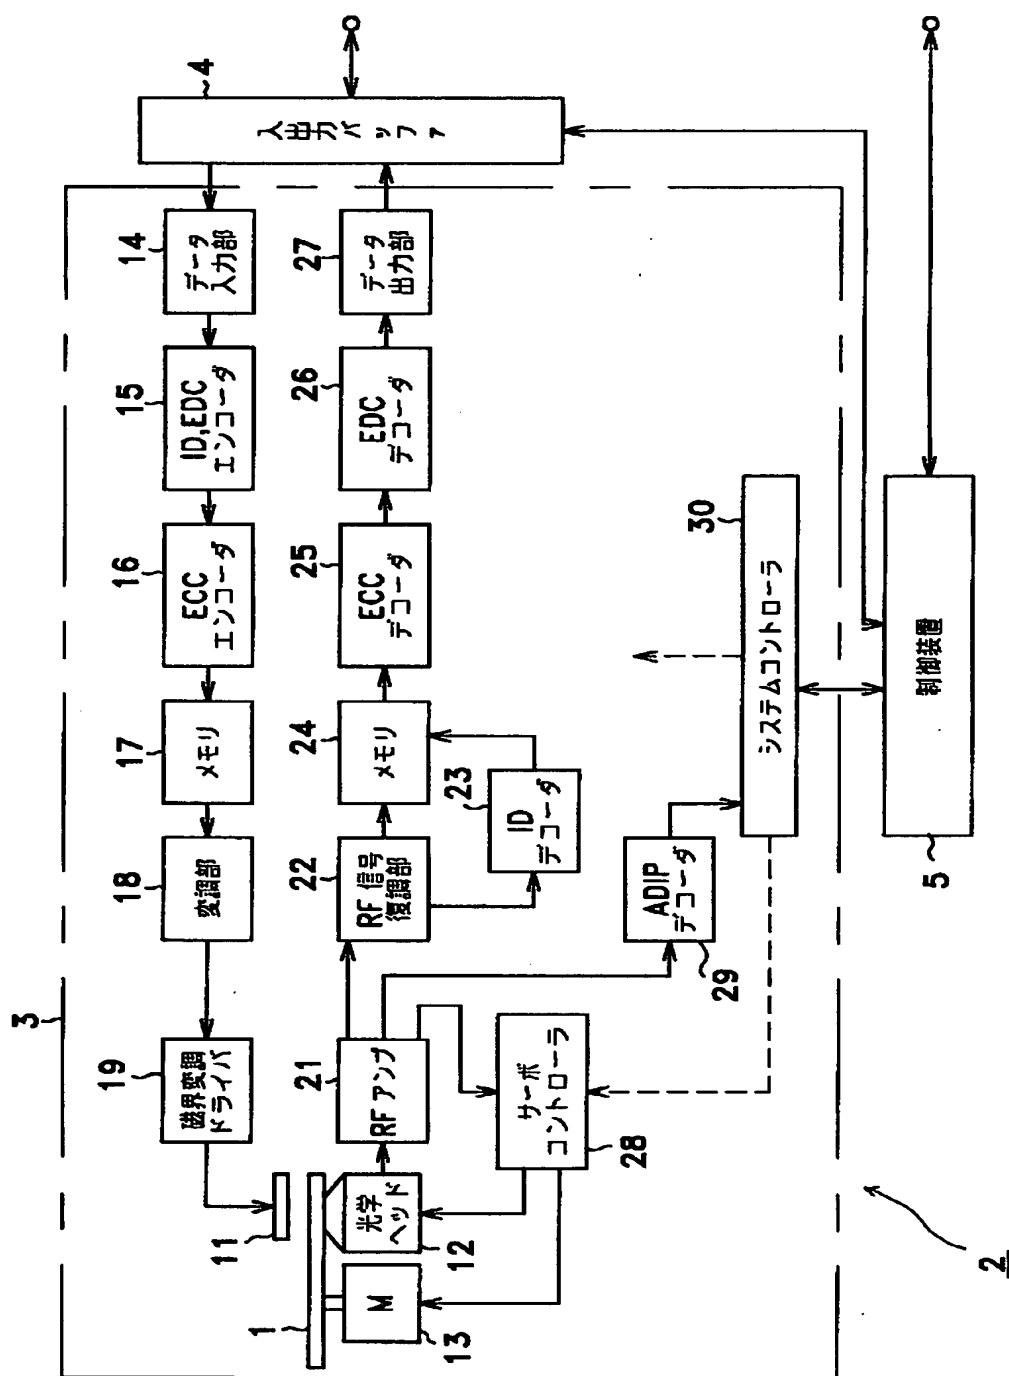 3
19
磁界変調
ドライバ
18
変調部
17
メモリ
16
ECC
エンコーダ
15
ID,EDC
エンコーダ
14
データ
入力部
4
入出力バッファ
11
1
12
光学
ヘッド
13
M
21
RFアンプ
22
RF信号
復調部
24
メモリ
25
ECC
デコーダ
26
EDC
デコーダ
27
データ
出力部
23
ID
デコーダ
28
サーボ
コントローラ
29
ADIP
デコーダ
30
システムコントローラ
5
制御装置
2